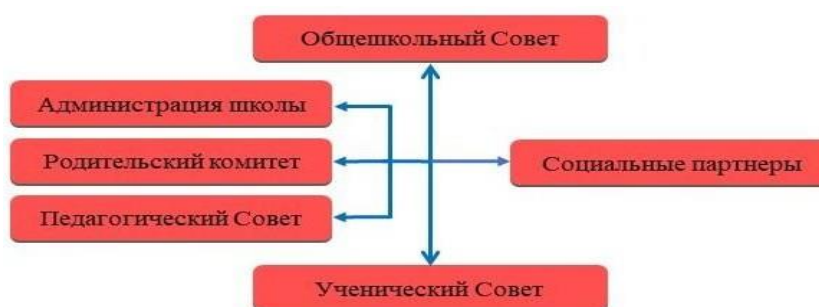 Общешкольный Совет
Администрация школы
Родительский комитет
Социальные партнеры
Педагогический Совет
Ученический Совет